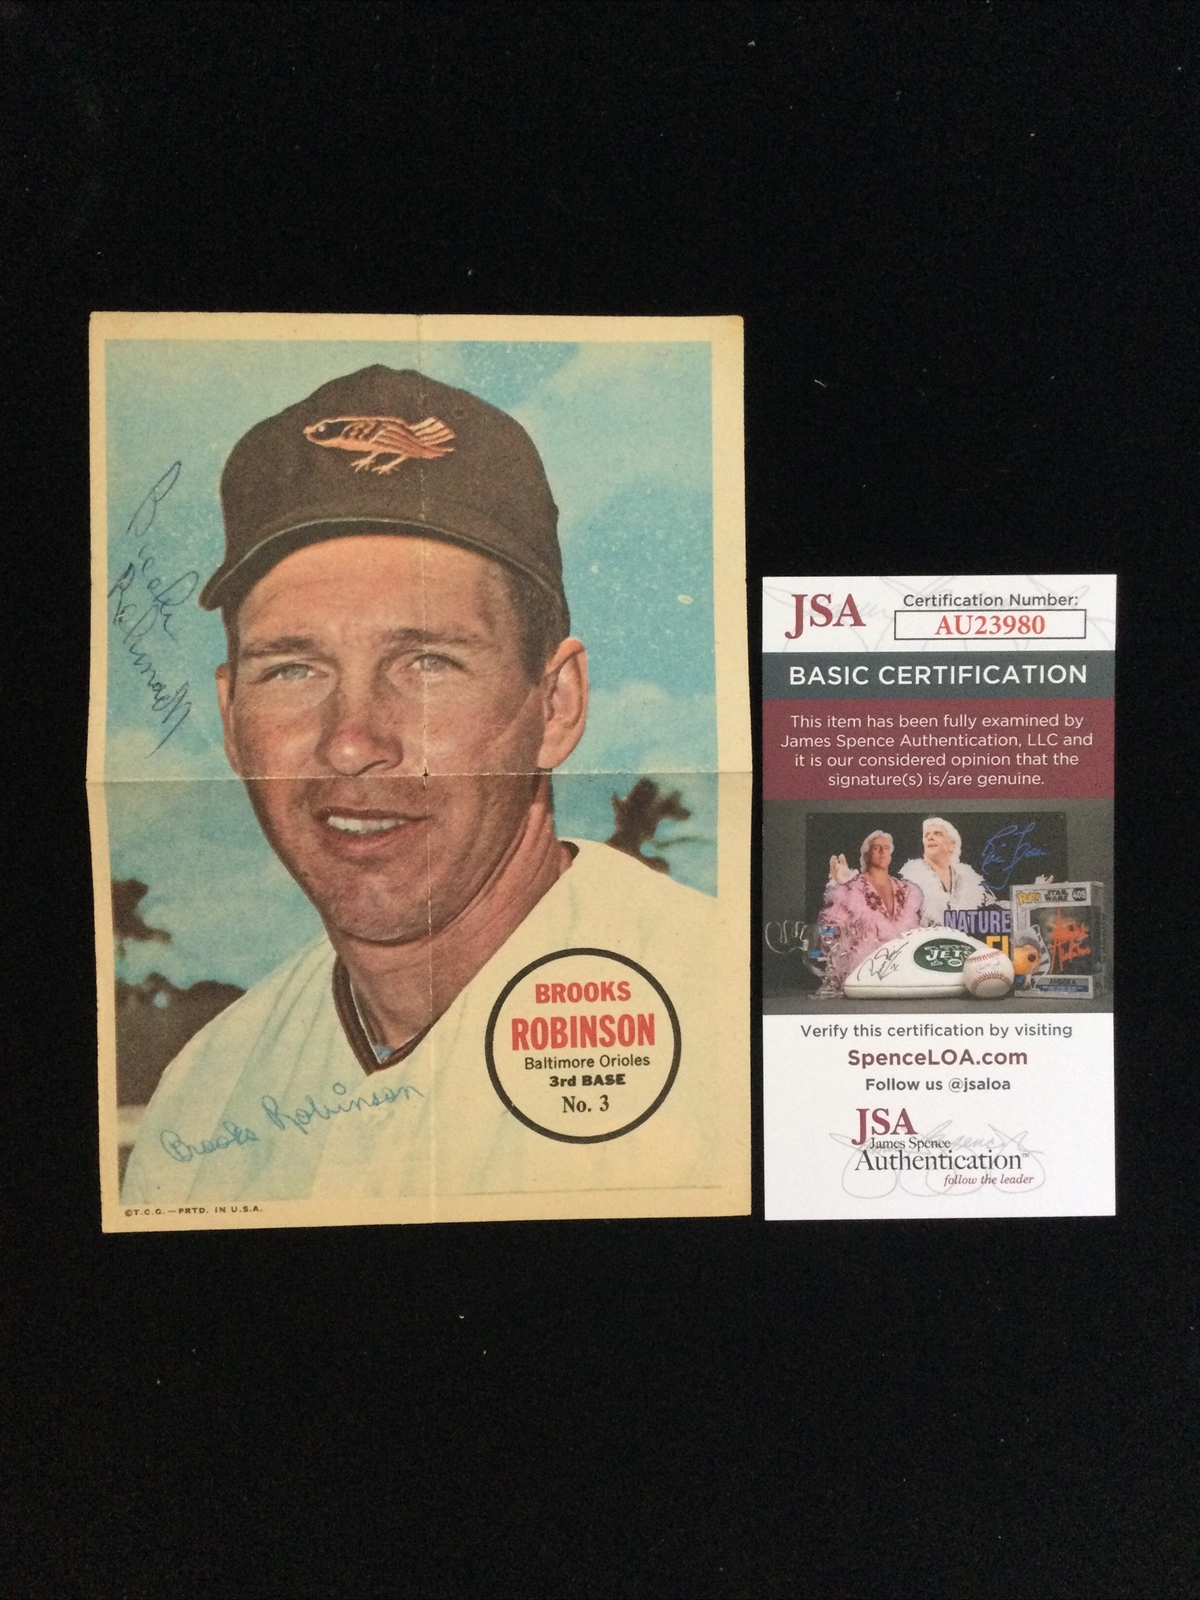 BROOKS
ROBINSON
Baltimore Orioles
3rd BASE
No. 3
Brooks Robinson
©T.C.G.—PRTD. IN U.S.A.
JSA
Certification Number:
AU23980
BASIC CERTIFICATION
This item has been fully examined by
James Spence Authentication, LLC and
it is our considered opinion that the
signature(s) is/are genuine.
NATURE
JETS
STAR
WARS
Verify this certification by visiting
SpenceLOA.com
Follow us @jsaloa
JSA
James Spence
Authentication™
follow the leader